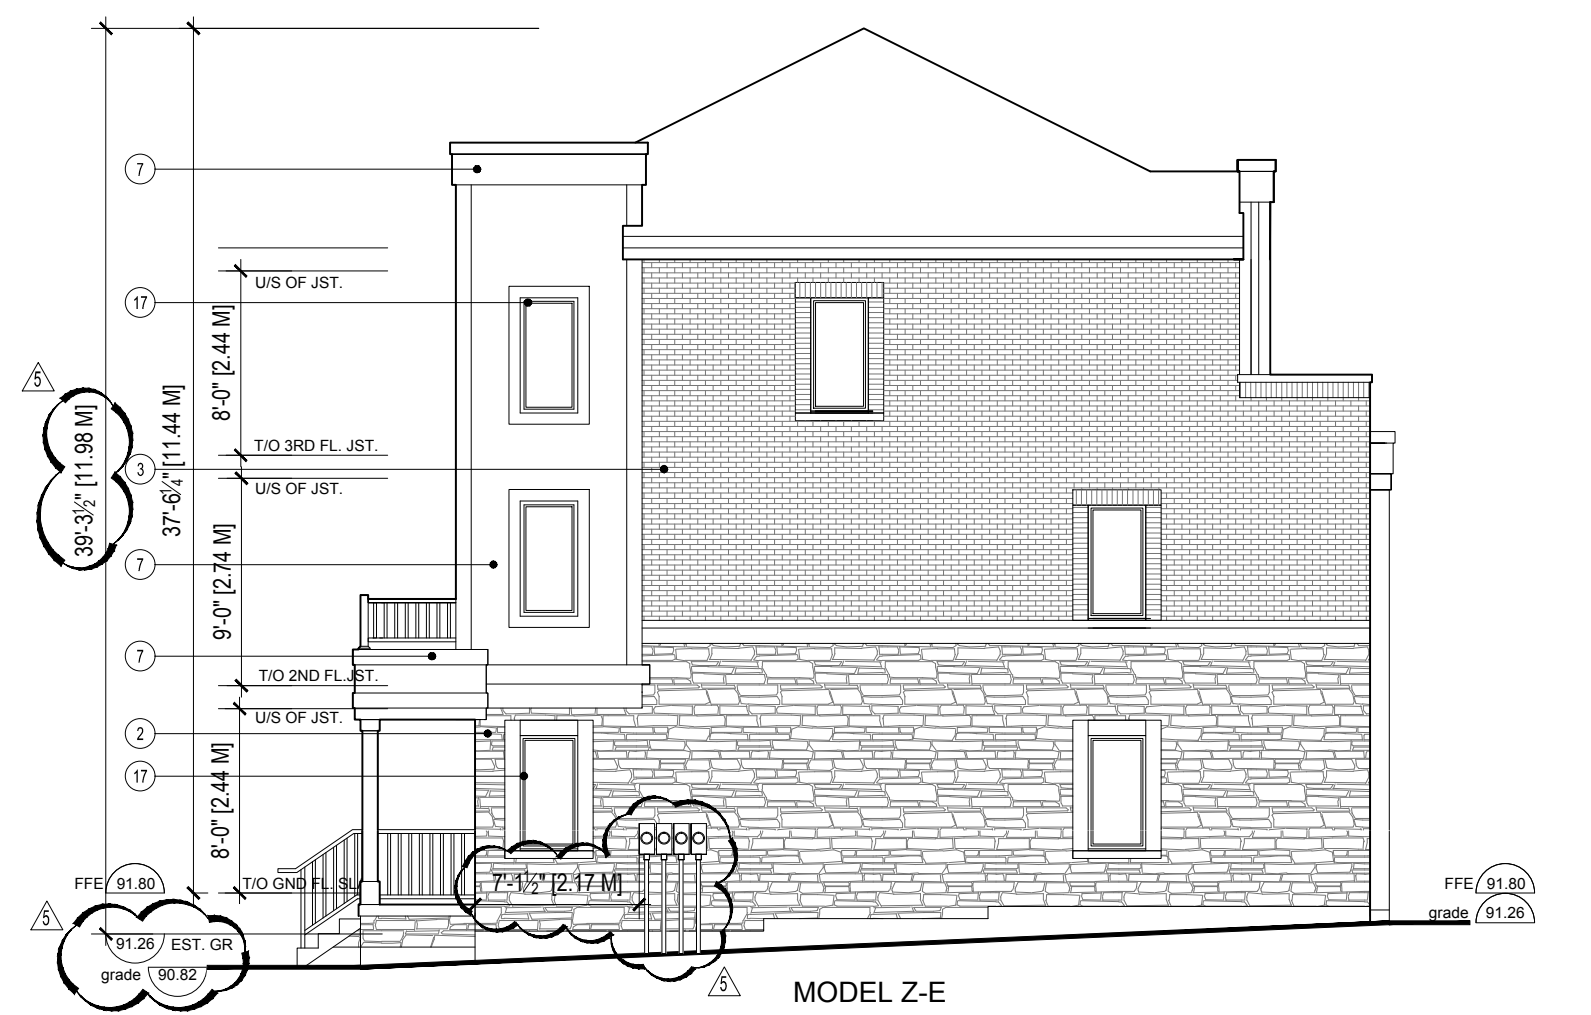 7
U/S OF JST.
17
8'-0" [2.44 M]
5
39'-3½" [11.98 M]
37'-6¼" [11.44 M]
T/O 3RD FL. JST.
3
U/S OF JST.
9'-0" [2.74 M]
7
7
T/O 2ND FL.JST.
U/S OF JST.
2
17
8'-0" [2.44 M]
FFE 91.80
T/O GND FL. SL
7'-1½" [2.17 M]
FFE 91.80
grade 91.26
5
91.26 EST. GR
grade 90.82
5
MODEL Z-E